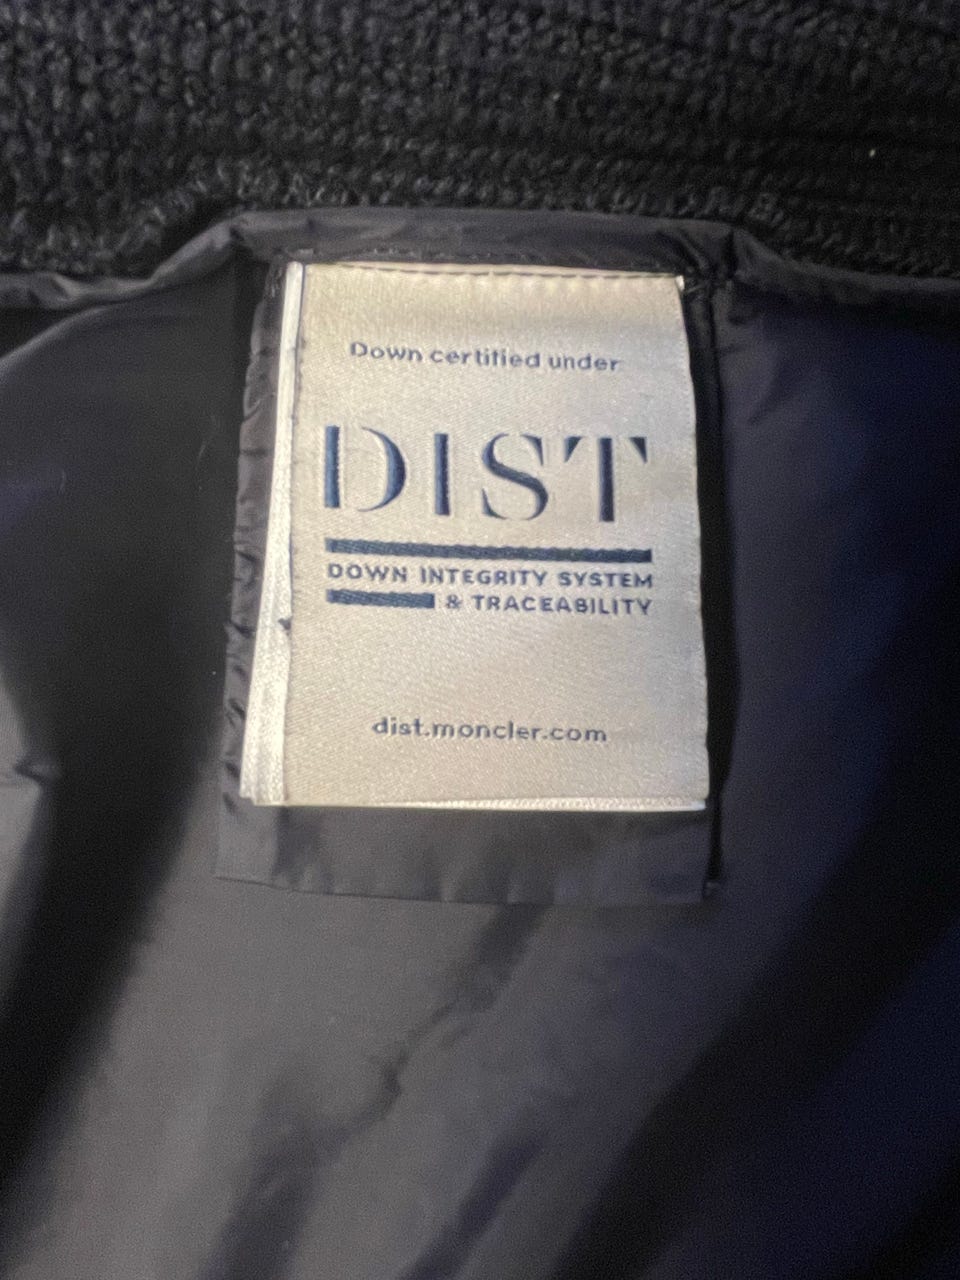 Down certified under
DIST
DOWN INTEGRITY SYSTEM
& TRACEABILITY
dist.moncler.com